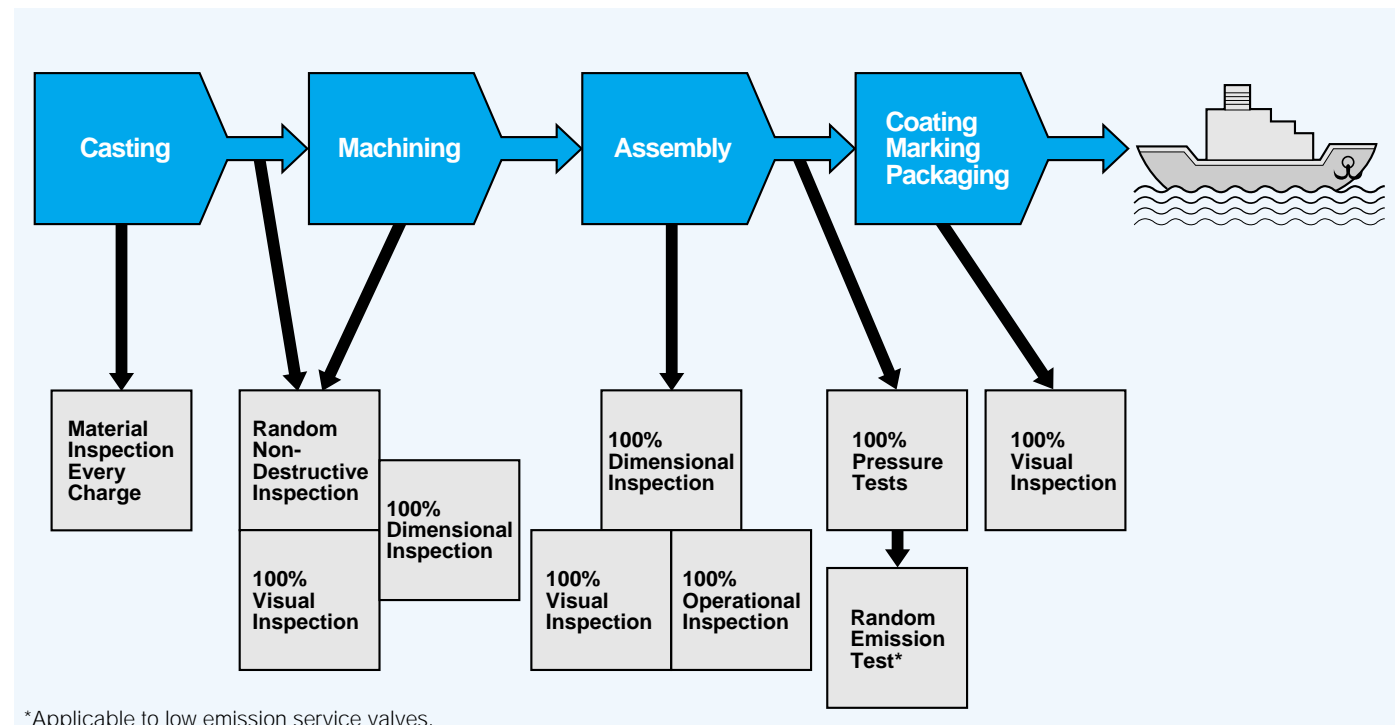 Casting
Machining
Assembly
Coating
Marking
Packaging
Material
Inspection
Every
Charge
Random
Non-
Destructive
Inspection
100%
Dimensional
Inspection
100%
Visual
Inspection
100%
Dimensional
Inspection
100%
Visual
Inspection
100%
Operational
Inspection
100%
Pressure
Tests
Random
Emission
Test*
100%
Visual
Inspection
*Applicable to low emission service valves.